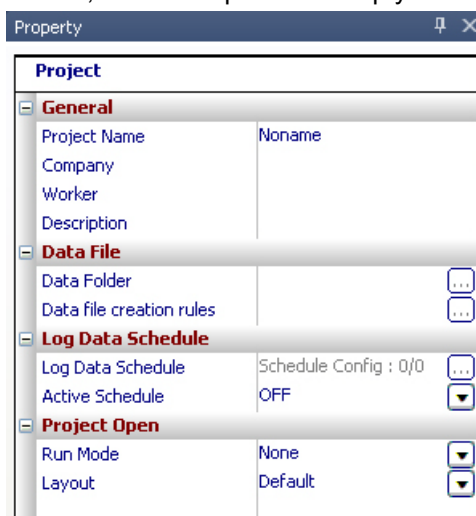 Property
Project
General
Project Name Noname
Company
Worker
Description
Data File
Data Folder ...
Data file creation rules ...
Log Data Schedule
Log Data Schedule Schedule Config : 0/0 ...
Active Schedule OFF
Project Open
Run Mode None
Layout Default